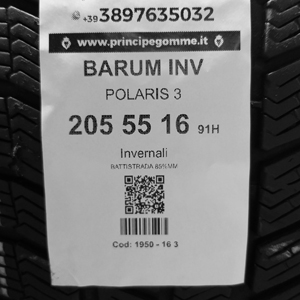 +39 3897635032
www.principegomme.it
BARUM INV
POLARIS 3
205 55 16 91H
Invernali
BATTISTRADA 85%MM
Cod: 1950 - 16 3